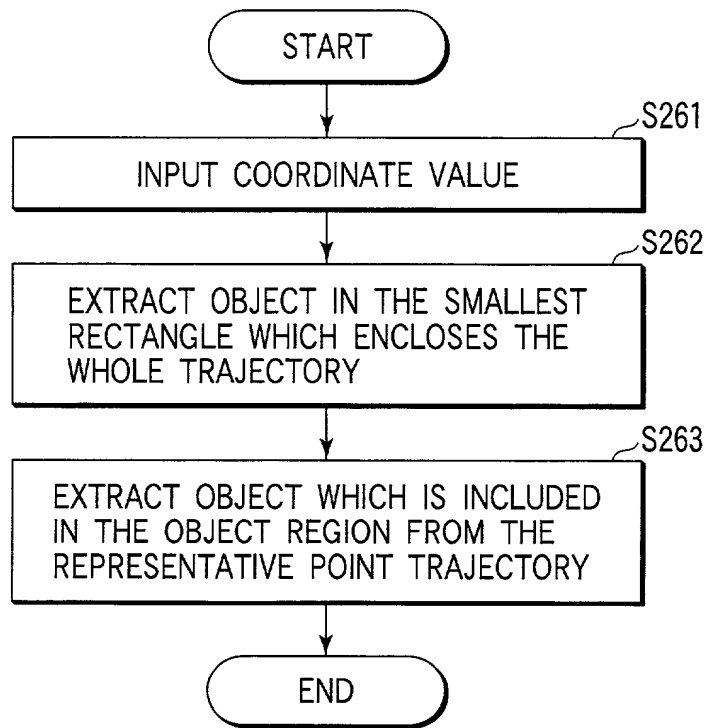 START
S261
INPUT COORDINATE VALUE
S262
EXTRACT OBJECT IN THE SMALLEST
RECTANGLE WHICH ENCLOSES THE
WHOLE TRAJECTORY
S263
EXTRACT OBJECT WHICH IS INCLUDED
IN THE OBJECT REGION FROM THE
REPRESENTATIVE POINT TRAJECTORY
END